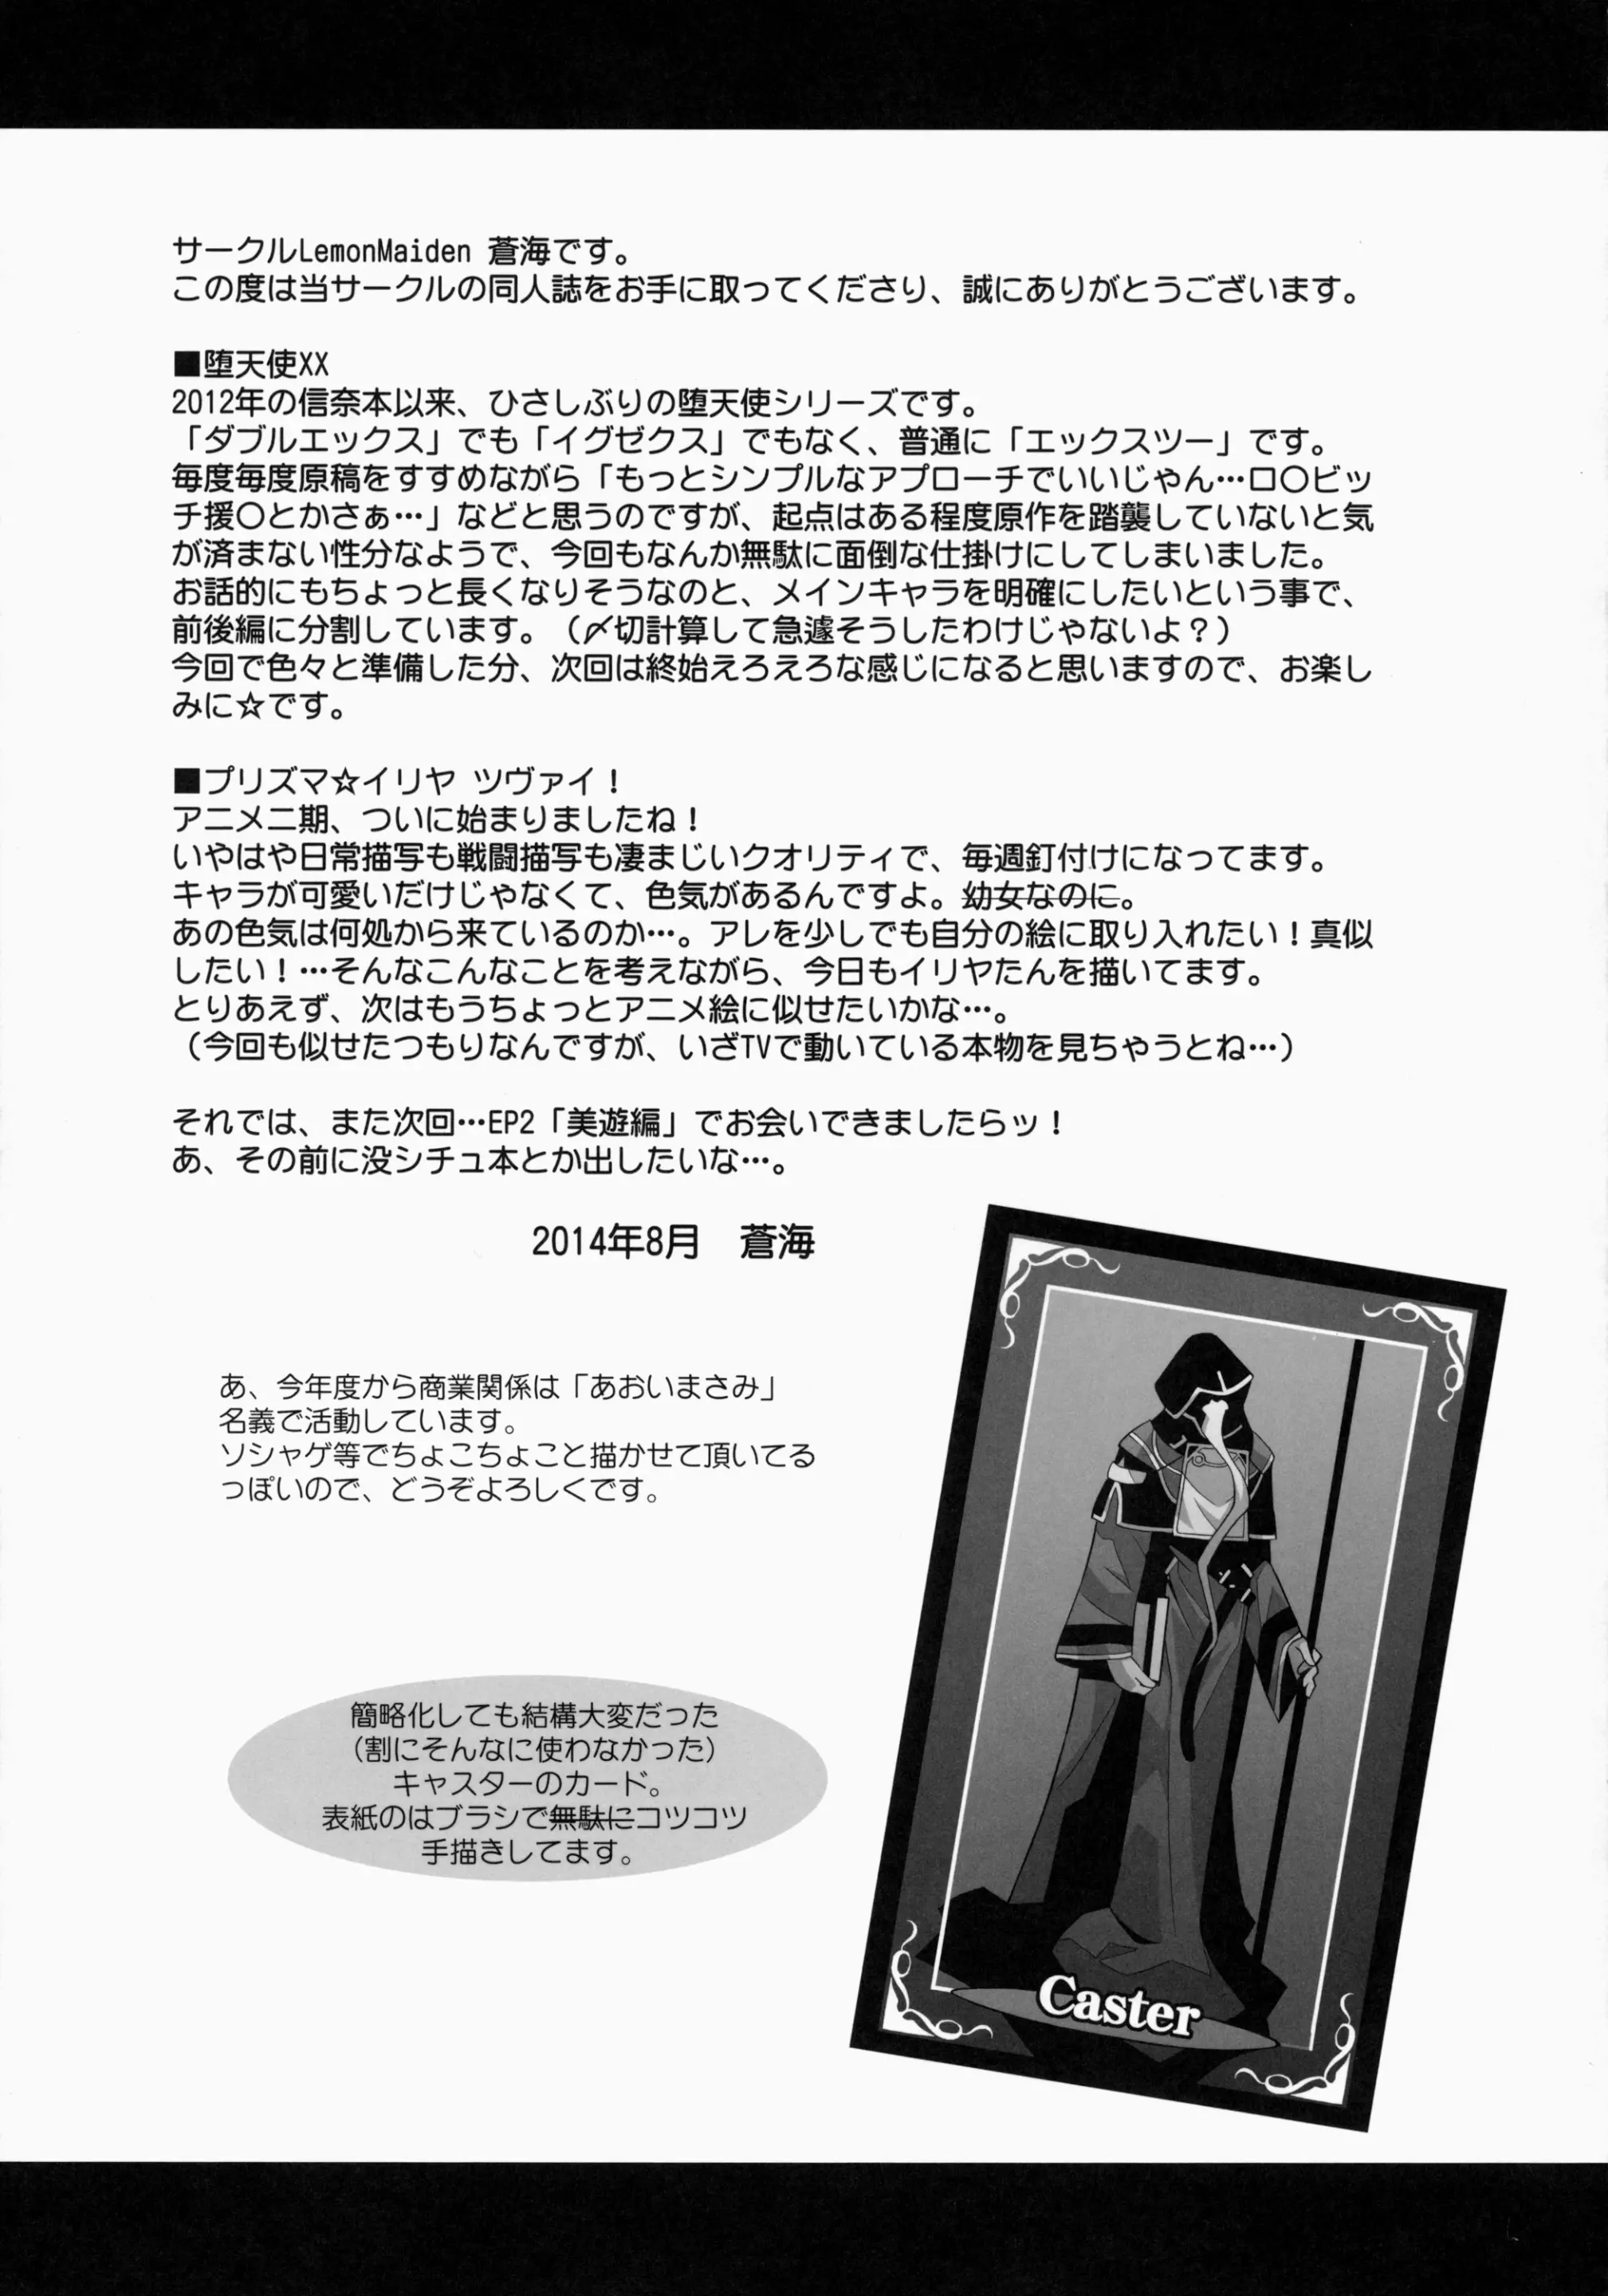 サークルLemonMaiden 蒼海です。
この度は当サークルの同人誌をお手に取ってくださり、誠にありがとうございます。
■堕天使XX
2012年の信奈本以来、ひさしぶりの堕天使シリーズです。
「ダブルエックス」でも「イグゼクス」でもなく、普通に「エックスツー」です。
毎度毎度原稿をすすめながら「もっとシンプルなアプローチでいいじゃん…ロ〇ビッ
チ援〇とかさぁ…」などと思うのですが、起点はある程度原作を踏襲していないと気
が済まない性分なようで、今回もなんか無駄に面倒な仕掛けにしてしまいました。
お話的にもちょっと長くなりそうなのと、メインキャラを明確にしたいという事で、
前後編に分割しています。（〆切計算して急遽そうしたわけじゃないよ？）
今回で色々と準備した分、次回は終始えろえろな感じになると思いますので、お楽し
みに☆です。
■プリズマ☆イリヤ ツヴァイ！
アニメ二期、ついに始まりましたね！
いやはや日常描写も戦闘描写も凄まじいクオリティで、毎週釘付けになってます。
キャラが可愛いだけじゃなくて、色気があるんですよ。幼女なのに。
あの色気は何処から来ているのか…。アレを少しでも自分の絵に取り入れたい！真似
したい！…そんなこんなことを考えながら、今日もイリヤたんを描いてます。
とりあえず、次はもうちょっとアニメ絵に似せたいかな…。
（今回も似せたつもりなんですが、いざTVで動いている本物を見ちゃうとね…）
それでは、また次回…EP2「美遊編」でお会いできましたらッ！
あ、その前に没シチュ本とか出したいな…。
2014年8月　蒼海
あ、今年度から商業関係は「あおいまさみ」
名義で活動しています。
ソシャゲ等でちょこちょこと描かせて頂いてる
っぽいので、どうぞよろしくです。
簡略化しても結構大変だった
（割にそんなに使わなかった）
キャスターのカード。
表紙のはブラシで無駄にコツコツ
手描きしてます。
Caster